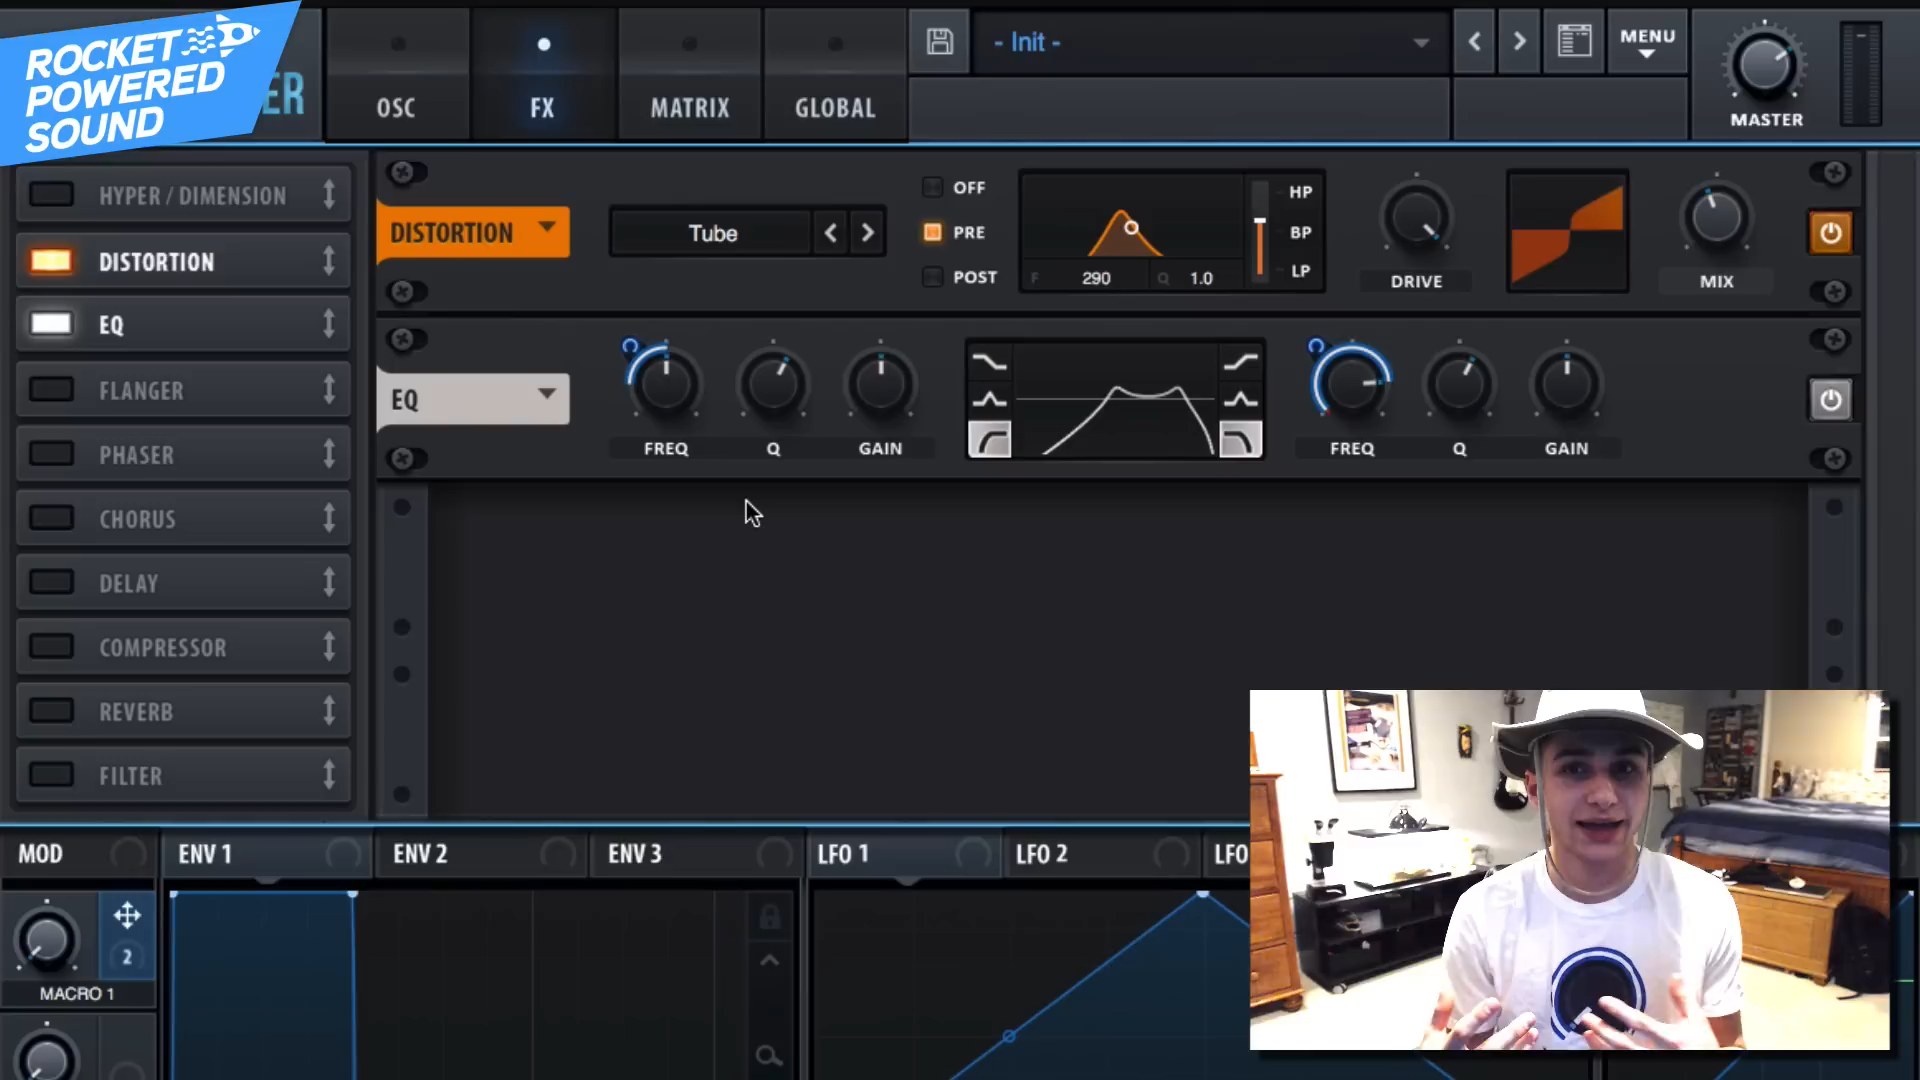 ROCKET
POWERED
SOUND
ER
OSC
FX
MATRIX
GLOBAL
- Init -
MENU
MASTER
HYPER / DIMENSION
DISTORTION
EQ
FLANGER
PHASER
CHORUS
DELAY
COMPRESSOR
REVERB
FILTER
DISTORTION
Tube
OFF
PRE
POST
HP
BP
LP
F 290 Q 1.0
DRIVE
MIX
EQ
FREQ
Q
GAIN
FREQ
Q
GAIN
MOD
ENV 1
ENV 2
ENV 3
LFO 1
LFO 2
LFO
2
MACRO 1